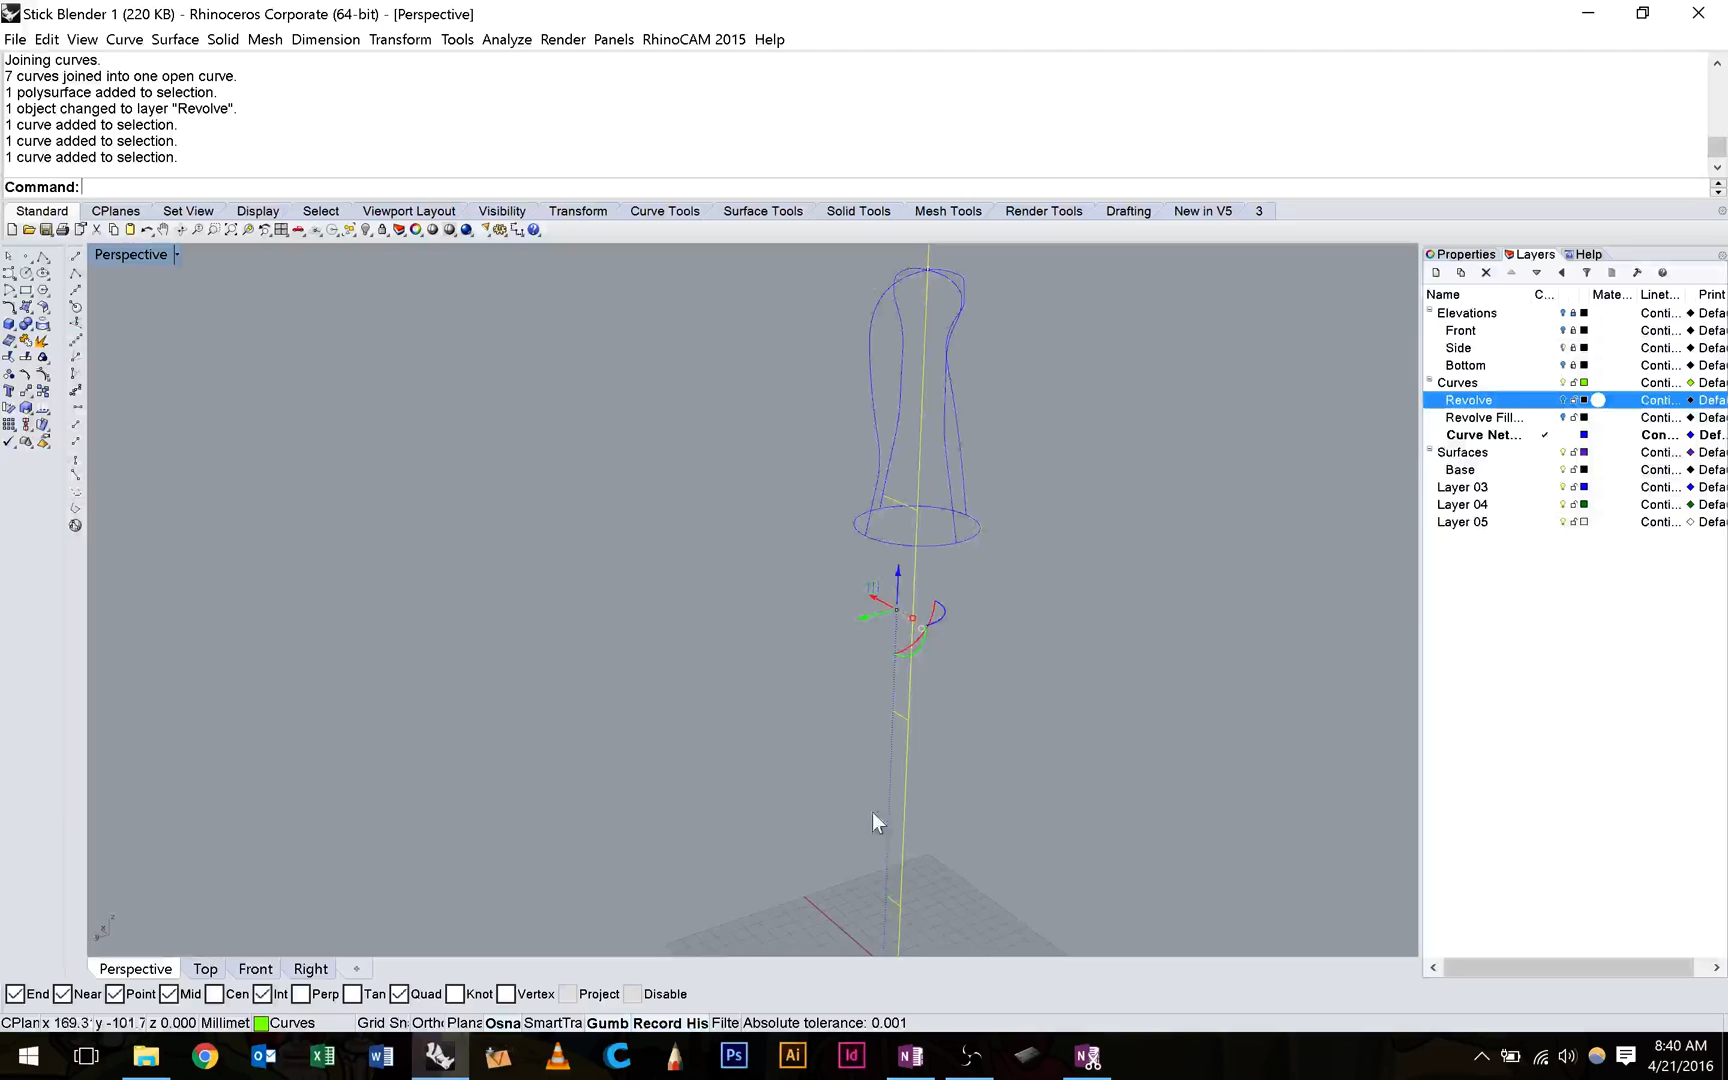 Stick Blender 1 (220 KB) - Rhinoceros Corporate (64-bit) - [Perspective]
File Edit View Curve Surface Solid Mesh Dimension Transform Tools Analyze Render Panels RhinoCAM 2015 Help
Joining curves.
7 curves joined into one open curve.
1 polysurface added to selection.
1 object changed to layer "Revolve".
1 curve added to selection.
1 curve added to selection.
1 curve added to selection.
Command:
Standard CPlanes Set View Display Select Viewport Layout Visibility Transform Curve Tools Surface Tools Solid Tools Mesh Tools Render Tools Drafting New in V5 3
Perspective
Properties Layers Help
Name C... Mate... Linet... Print
Elevations Conti... Defa
Front Conti... Defa
Side Conti... Defa
Bottom Conti... Defa
Curves Conti... Defa
Revolve Conti... Defa
Revolve Fill... Conti... Defa
Curve Net... Con... Def.
Surfaces Conti... Defa
Base Conti... Defa
Layer 03 Conti... Defa
Layer 04 Conti... Defa
Layer 05 Conti... Defa
z
x
y
Perspective Top Front Right
End Near Point Mid Cen Int Perp Tan Quad Knot Vertex Project Disable
CPlan x 169.3 y -101.7 z 0.000 Millimet Curves Grid Sn Ortho Plana Osna SmartTra Gumb Record His Filte Absolute tolerance: 0.001
Ps Ai Id
8:40 AM
4/21/2016